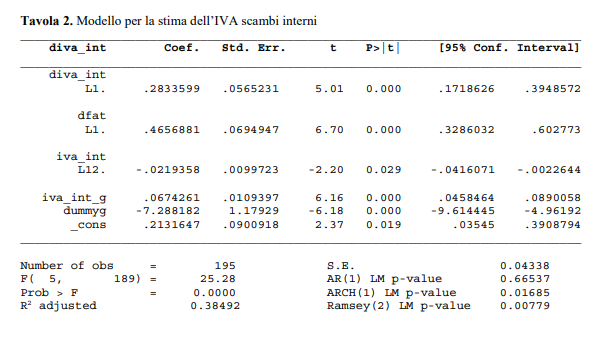 Tavola 2. Modello per la stima dell'IVA scambi interni
diva_int Coef. Std. Err. t P>|t| [95% Conf. Interval]
diva_int
L1. .2833599 .0565231 5.01 0.000 .1718626 .3948572
dfat
L1. .4656881 .0694947 6.70 0.000 .3286032 .602773
iva_int
L12. -.0219358 .0099723 -2.20 0.029 -.0416071 -.0022644
iva_int_g .0674261 .0109397 6.16 0.000 .0458464 .0890058
dummyg -7.288182 1.17929 -6.18 0.000 -9.614445 -4.96192
_cons .2131647 .0900918 2.37 0.019 .03545 .3908794
Number of obs = 195 S.E. 0.04338
F( 5, 189) = 25.28 AR(1) LM p-value 0.66537
Prob > F = 0.0000 ARCH(1) LM p-value 0.01685
R² adjusted 0.38492 Ramsey(2) LM p-value 0.00779